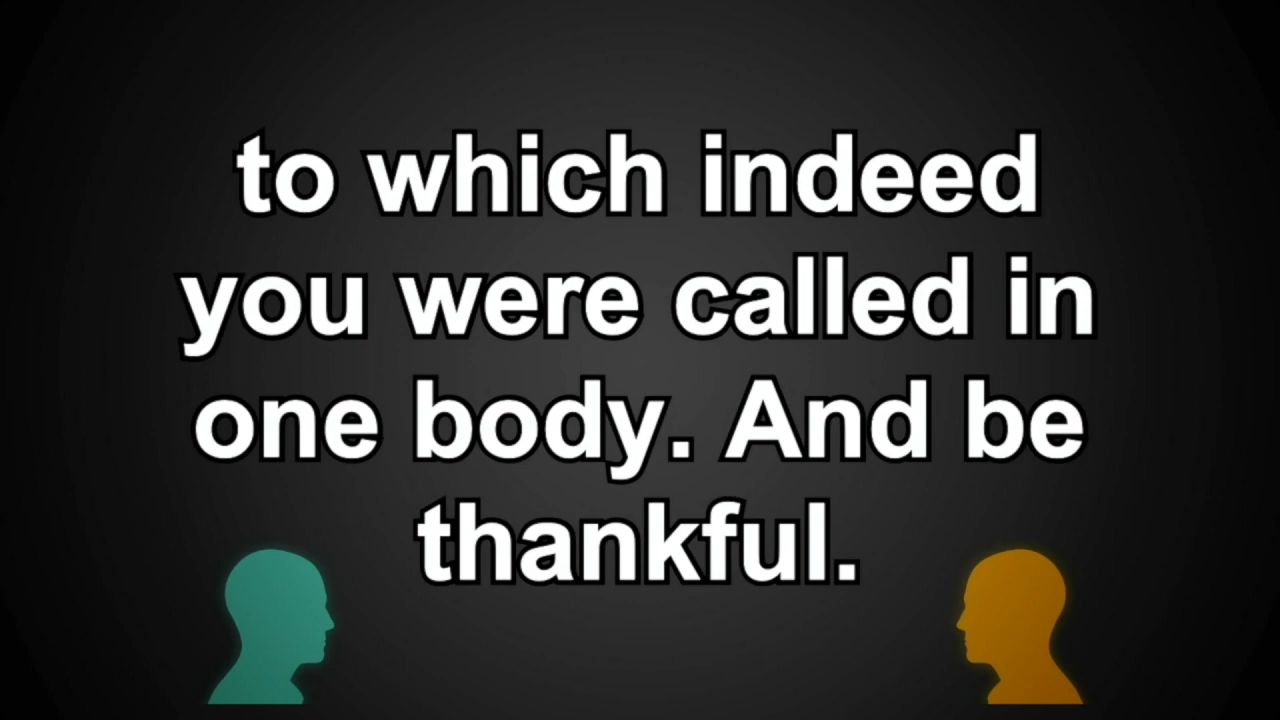 to which indeed
you were called in
one body. And be
thankful.